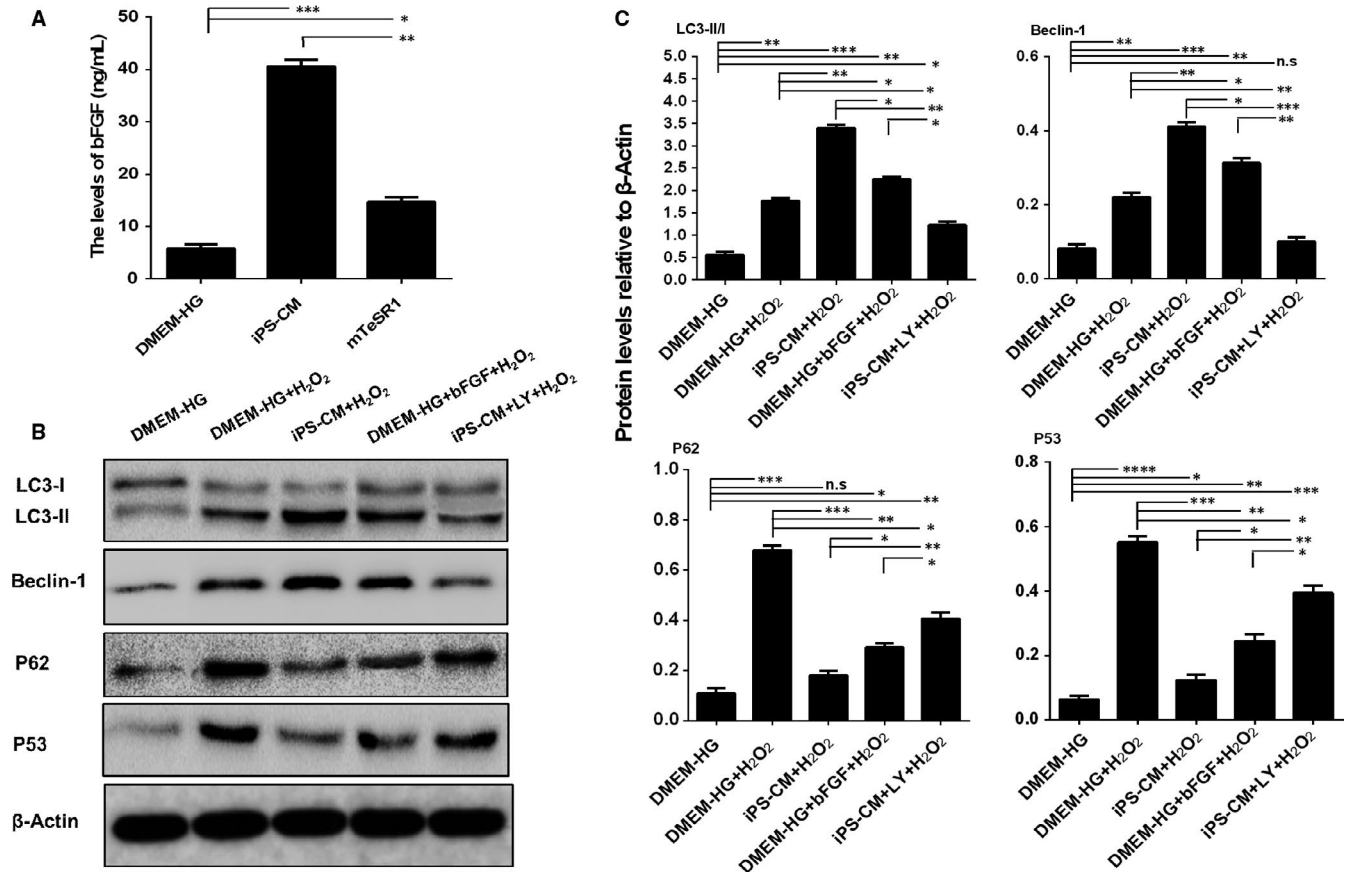 A
The levels of bFGF (ng/mL)
50
40
30
20
10
0
***
*
**
DMEM-HG
iPS-CM
mTeSR1
B
DMEM-HG
DMEM-HG+H2O2
iPS-CM+H2O2
DMEM-HG+bFGF+H2O2
iPS-CM+LY+H2O2
LC3-I
LC3-II
Beclin-1
P62
P53
β-Actin
C
Protein levels relative to β-Actin
LC3-II/I
5.0
4.5
4.0
3.5
3.0
2.5
2.0
1.5
1.0
0.5
0.0
**
***
**
*
**
*
*
*
**
*
DMEM-HG
DMEM-HG+H2O2
iPS-CM+H2O2
DMEM-HG+bFGF+H2O2
iPS-CM+LY+H2O2
Beclin-1
0.6
0.4
0.2
0.0
**
***
**
n.s
**
*
**
*
***
**
DMEM-HG
DMEM-HG+H2O2
iPS-CM+H2O2
DMEM-HG+bFGF+H2O2
iPS-CM+LY+H2O2
P62
1.0
0.8
0.6
0.4
0.2
0.0
***
n.s
*
**
***
**
*
*
**
*
DMEM-HG
DMEM-HG+H2O2
iPS-CM+H2O2
DMEM-HG+bFGF+H2O2
iPS-CM+LY+H2O2
P53
0.8
0.6
0.4
0.2
0.0
****
*
**
***
***
**
*
*
**
*
DMEM-HG
DMEM-HG+H2O2
iPS-CM+H2O2
DMEM-HG+bFGF+H2O2
iPS-CM+LY+H2O2